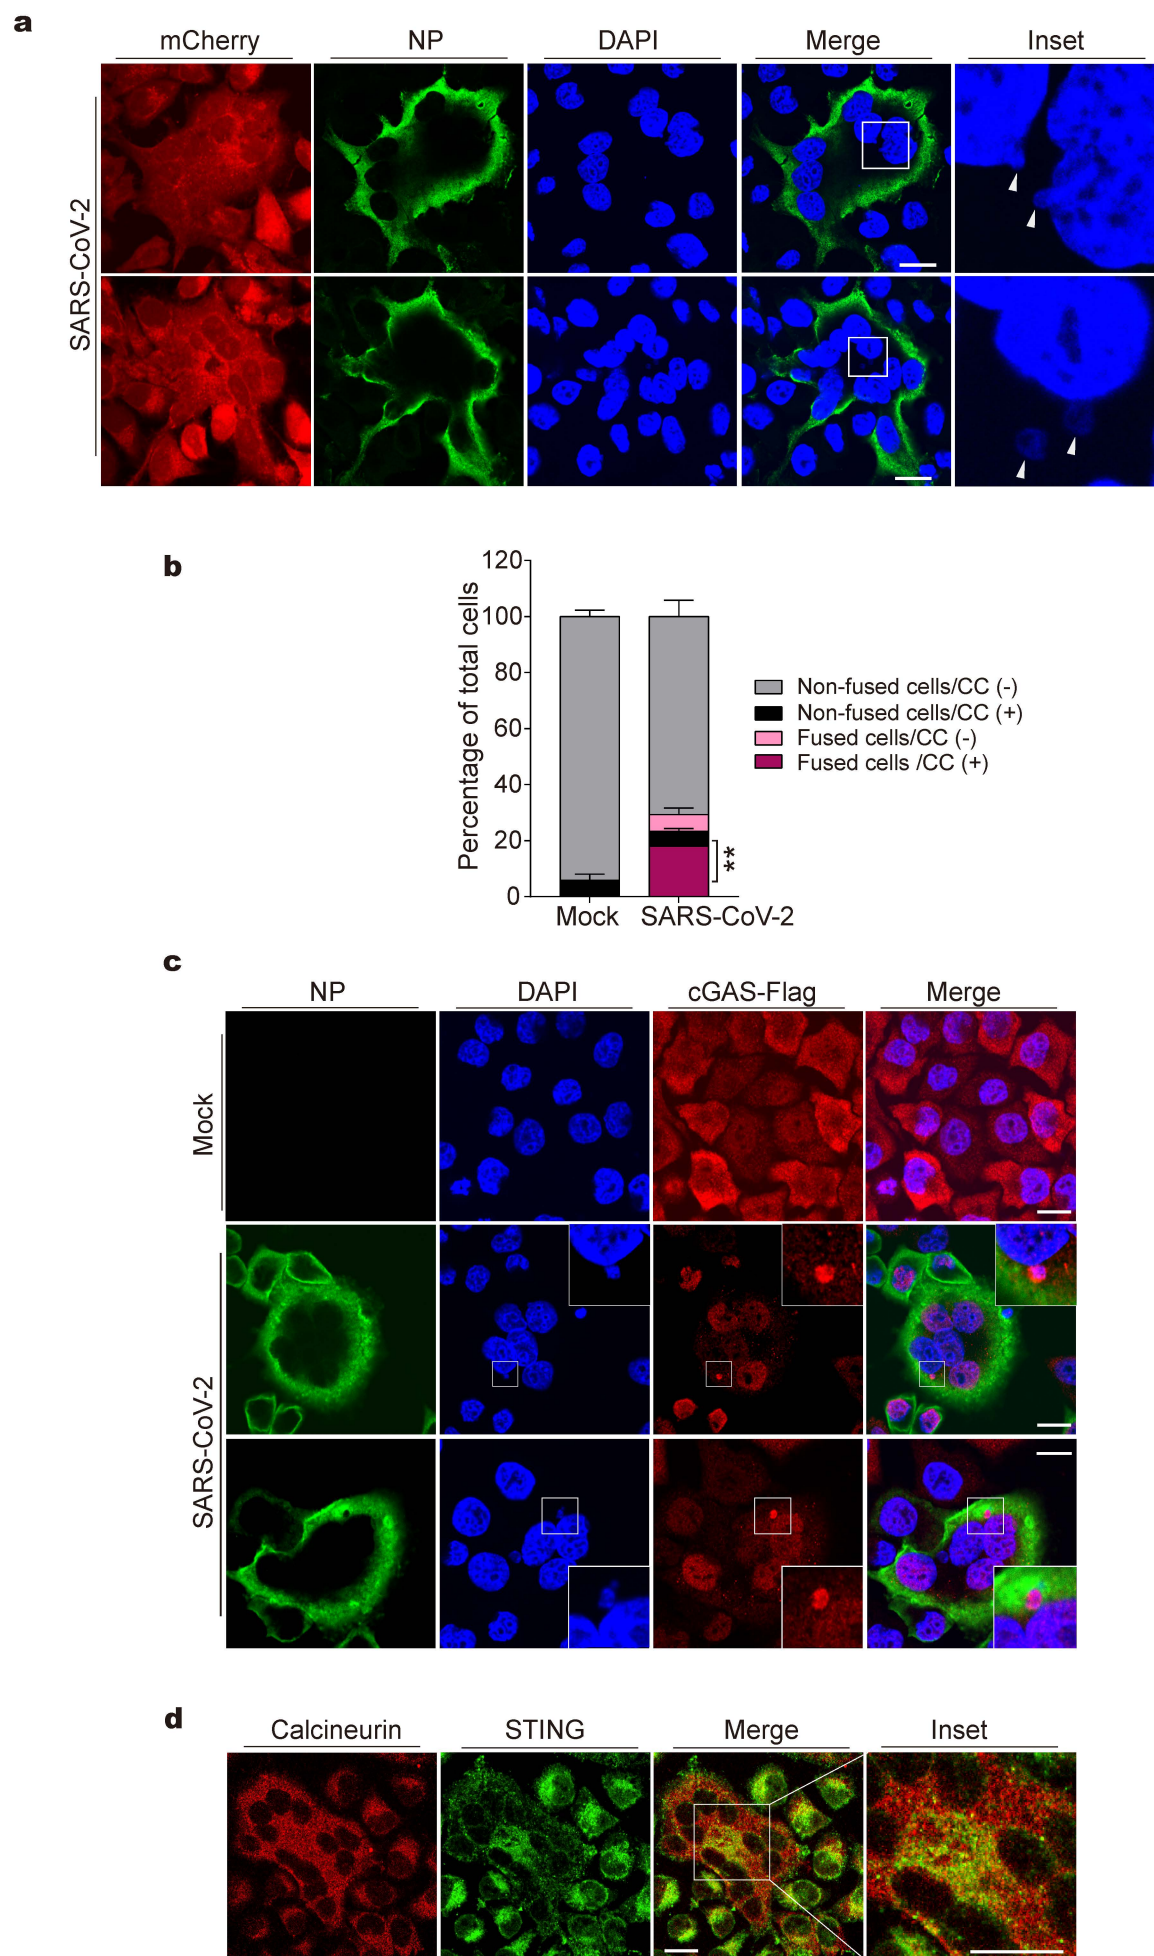 a
mCherry NP DAPI Merge Inset
SARS-CoV-2
b
120
100
80
60
40
20
0
Percentage of total cells
**
Mock SARS-CoV-2
Non-fused cells/CC (-)
Non-fused cells/CC (+)
Fused cells/CC (-)
Fused cells /CC (+)
c
NP DAPI cGAS-Flag Merge
Mock
SARS-CoV-2
d
Calcineurin STING Merge Inset